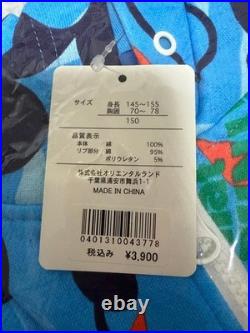 サイズ 身長 145〜155
胸囲 70〜 78
150
品質表示
本体 綿 100%
リブ部分 綿 95%
ポリウレタン 5%
株式会社オリエンタルランド
千葉県浦安市舞浜1-1
MADE IN CHINA
0401310043778
税込み ¥3,900